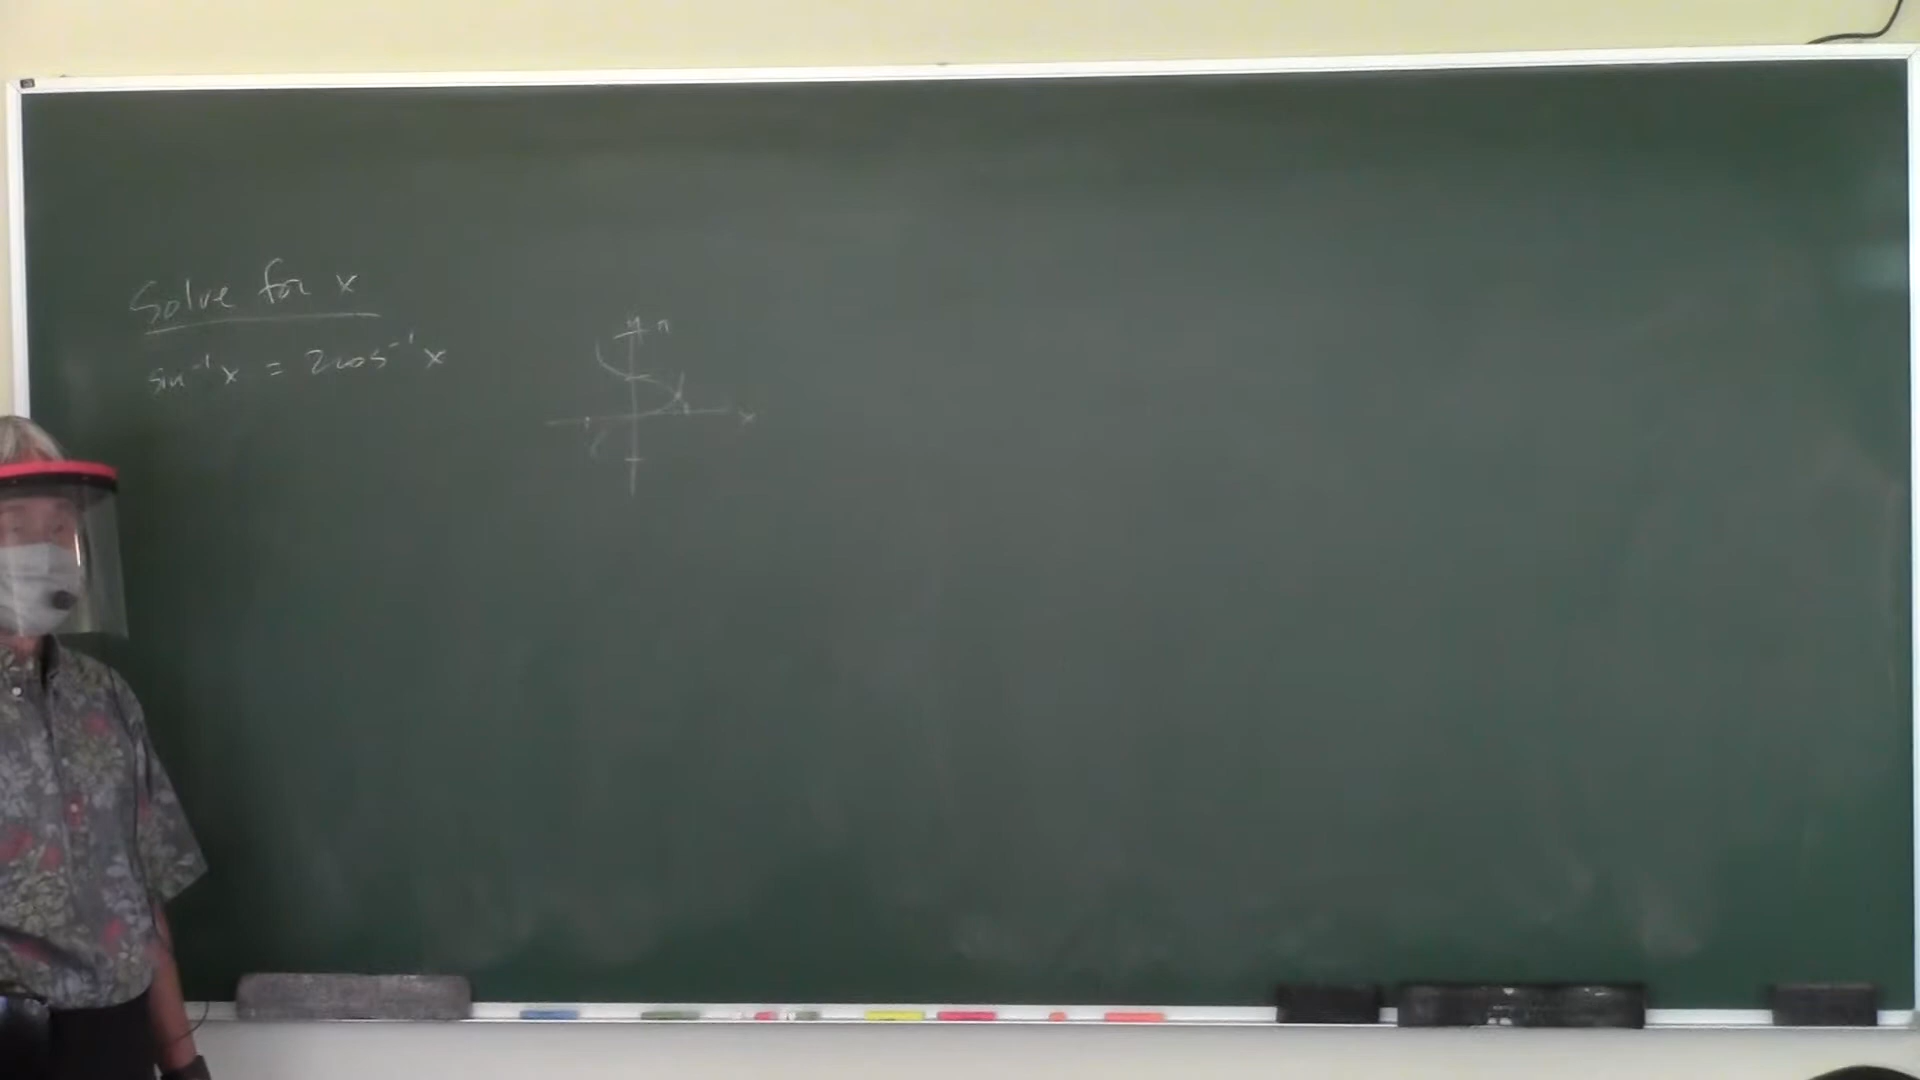 Solve for x
sin⁻¹x = 2cos⁻¹x
π
x